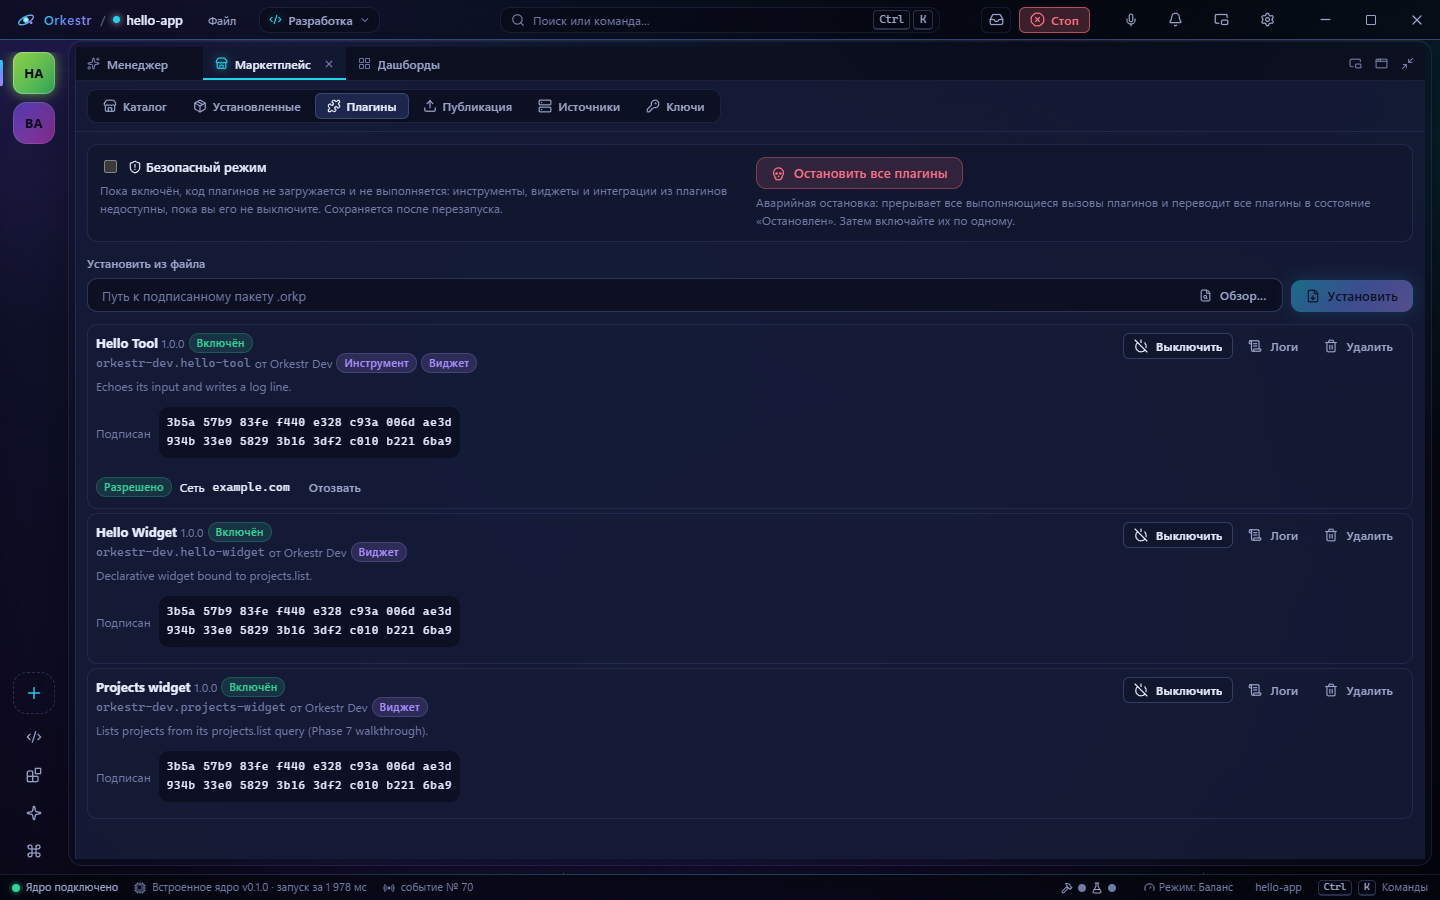 Orkestr / hello-app Файл Разработка Поиск или команда... Ctrl K Стоп
HA
BA
Менеджер Маркетплейс Дашборды
Каталог Установленные Плагины Публикация Источники Ключи
Безопасный режим
Пока включён, код плагинов не загружается и не выполняется: инструменты, виджеты и интеграции из плагинов
недоступны, пока вы его не выключите. Сохраняется после перезапуска.
Остановить все плагины
Аварийная остановка: прерывает все выполняющиеся вызовы плагинов и переводит все плагины в состояние
«Остановлен». Затем включайте их по одному.
Установить из файла
Путь к подписанному пакету .orkp Обзор... Установить
Hello Tool 1.0.0 Включён Выключить Логи Удалить
orkestr-dev.hello-tool от Orkestr Dev Инструмент Виджет
Echoes its input and writes a log line.
Подписан
3b5a 57b9 83fe f440 e328 c93a 006d ae3d
934b 33e0 5829 3b16 3df2 c010 b221 6ba9
Разрешено Сеть example.com Отозвать
Hello Widget 1.0.0 Включён Выключить Логи Удалить
orkestr-dev.hello-widget от Orkestr Dev Виджет
Declarative widget bound to projects.list.
Подписан
3b5a 57b9 83fe f440 e328 c93a 006d ae3d
934b 33e0 5829 3b16 3df2 c010 b221 6ba9
Projects widget 1.0.0 Включён Выключить Логи Удалить
orkestr-dev.projects-widget от Orkestr Dev Виджет
Lists projects from its projects.list query (Phase 7 walkthrough).
Подписан
3b5a 57b9 83fe f440 e328 c93a 006d ae3d
934b 33e0 5829 3b16 3df2 c010 b221 6ba9
Ядро подключено Встроенное ядро v0.1.0 · запуск за 1 978 мс событие № 70 Режим: Баланс hello-app Ctrl K Команды